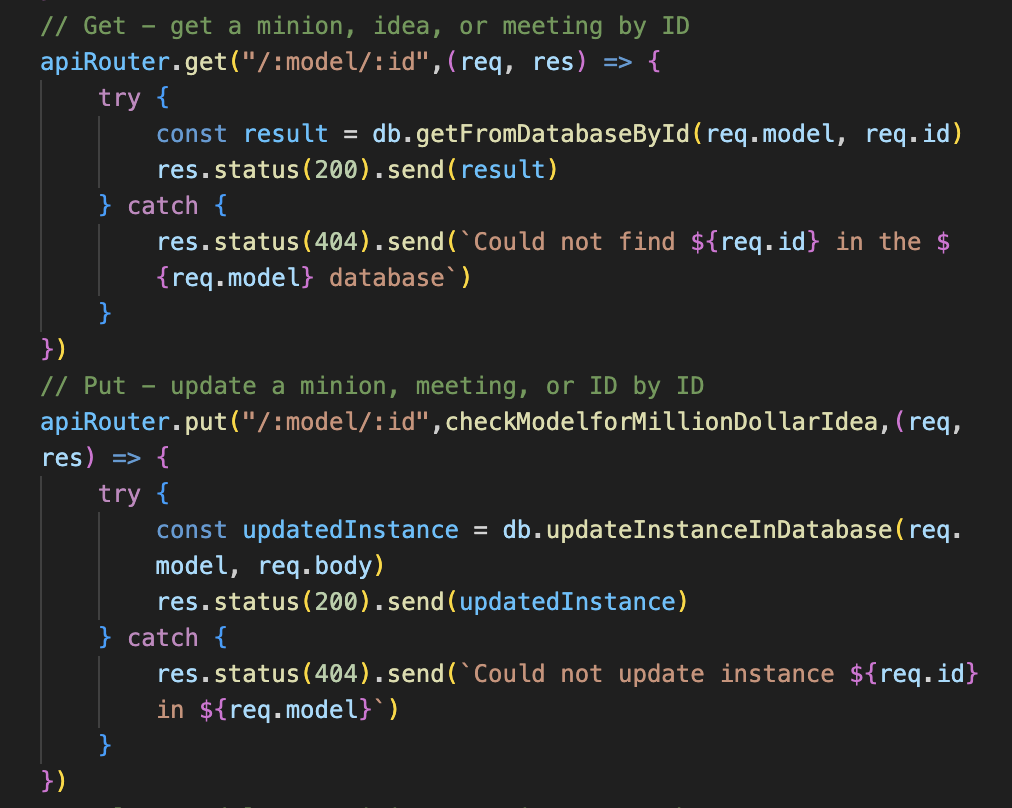 // Get – get a minion, idea, or meeting by ID
apiRouter.get("/:model/:id",(req, res) => {
try {
const result = db.getFromDatabaseById(req.model, req.id)
res.status(200).send(result)
} catch {
res.status(404).send(`Could not find ${req.id} in the $
{req.model} database`)
}
})
// Put – update a minion, meeting, or ID by ID
apiRouter.put("/:model/:id",checkModelforMillionDollarIdea,(req,
res) => {
try {
const updatedInstance = db.updateInstanceInDatabase(req.
model, req.body)
res.status(200).send(updatedInstance)
} catch {
res.status(404).send(`Could not update instance ${req.id}
in ${req.model}`)
}
})